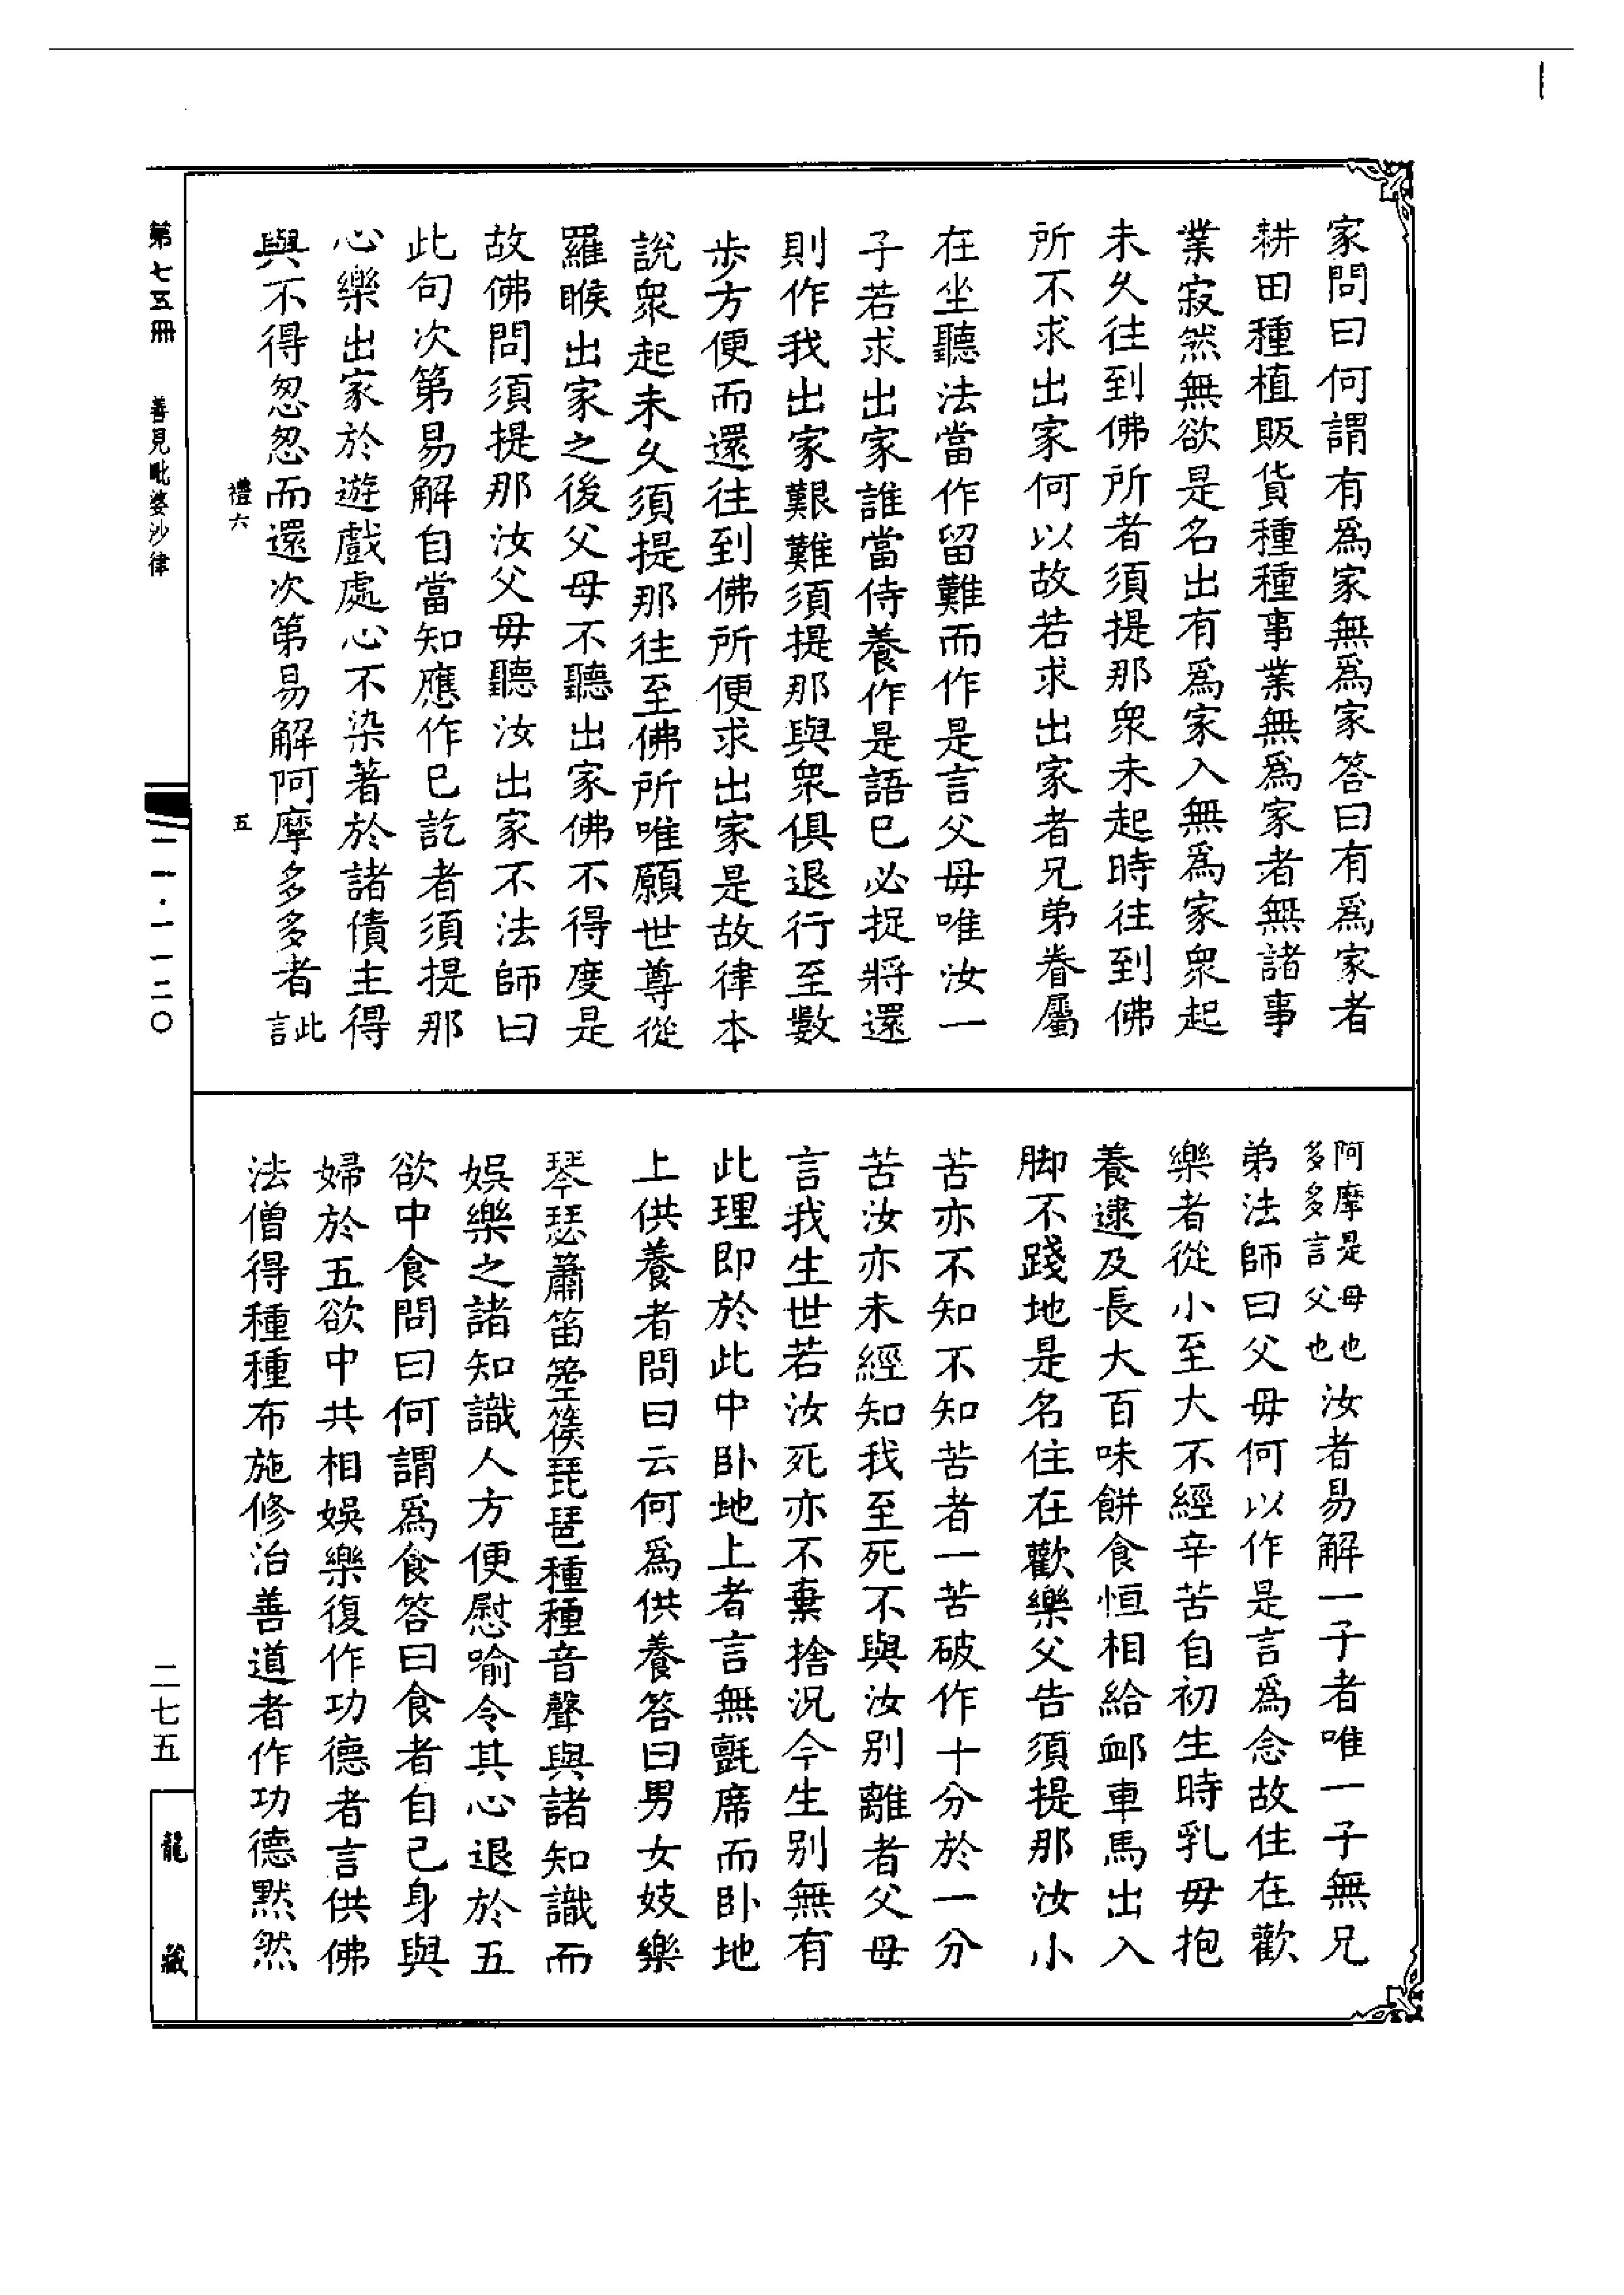 家問曰何謂有爲家無爲家答曰有爲家者
耕田種植販貨種種事業無爲家者無諸事
業寂然無欲是名出有爲家入無爲家衆起
未久往到佛所者須提那衆未起時往到佛
所不求出家何以故若求出家者兄弟眷屬
在坐聽法當作留難而作是言父母唯汝一
子若求出家誰當侍養作是語已必捉將還
則作我出家艱難須提那與衆俱退行至數
步方便而還往到佛所便求出家是故律本
說衆起未久須提那往至佛所唯願世尊從
羅睺出家之後父母不聽出家佛不得度是
故佛問須提那汝父母聽汝出家不法師曰
此句次第易解自當知應作已訖者須提那
心樂出家於遊戲處心不染著於諸債主得
與不得忽忽而還次第易解阿摩多多者此言
禮六 五
阿摩是母也多多言父也汝者易解一子者唯一子無兄
弟法師曰父母何以作是言爲念故住在歡
樂者從小至大不經辛苦自初生時乳母抱
養逮及長大百味餅食恒相給卹車馬出入
脚不踐地是名住在歡樂父告須提那汝小
苦亦不知不知苦者一苦破作十分於一分
苦汝亦未經知我至死不與汝別離者父母
言我生世若汝死亦不棄捨況今生別無有
此理即於此中卧地上者言無氈席而卧地
上供養者問曰云何爲供養答曰男女妓樂
琴瑟簫笛箜篌琵琶種種音聲與諸知識而
娛樂之諸知識人方便慰喻令其心退於五
欲中食問曰何謂爲食答曰食者自己身與
婦於五欲中共相娛樂復作功德者言供佛
法僧得種種布施修治善道者作功德默然
第七五冊 善見毗婆沙律
一一·一一二〇
二七五
龍藏